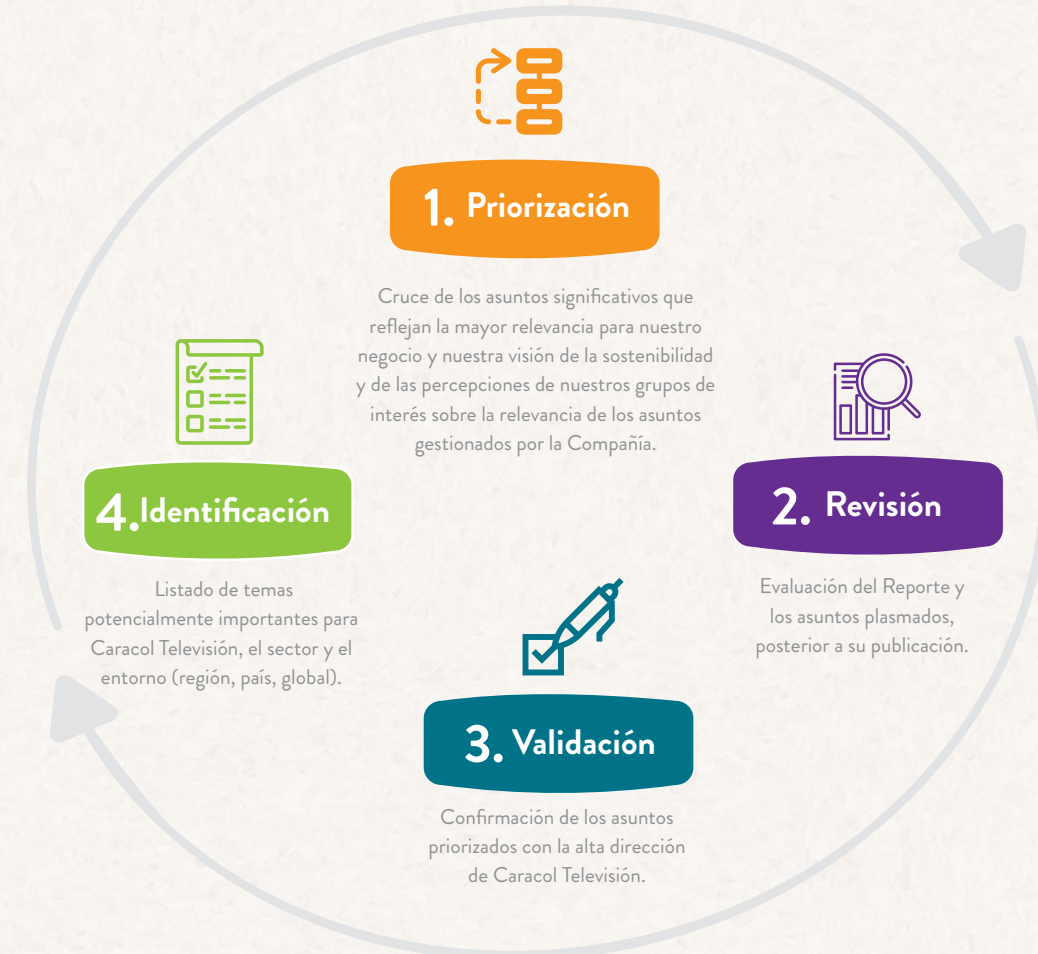 1. Priorización
Cruce de los asuntos significativos que
reflejan la mayor relevancia para nuestro
negocio y nuestra visión de la sostenibilidad
y de las percepciones de nuestros grupos de
interés sobre la relevancia de los asuntos
gestionados por la Compañía.
2. Revisión
Evaluación del Reporte y
los asuntos plasmados,
posterior a su publicación.
3. Validación
Confirmación de los asuntos
priorizados con la alta dirección
de Caracol Televisión.
4.Identificación
Listado de temas
potencialmente importantes para
Caracol Televisión, el sector y el
entorno (región, país, global).